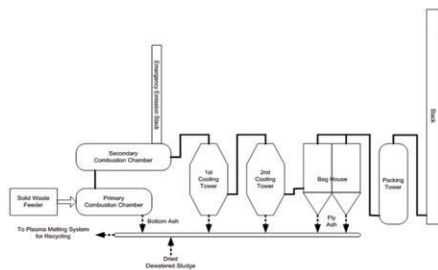 Emergency Emission Stack
Stack
Secondary
Combustion Chamber
1st
Cooling
Tower
2nd
Cooling
Tower
Bag House
Packing
Tower
Solid Waste
Feeder
Primary
Combustion Chamber
Bottom Ash
Fly
Ash
To Plasma Melting System
for Recycling
Dried
Dewatered Sludge